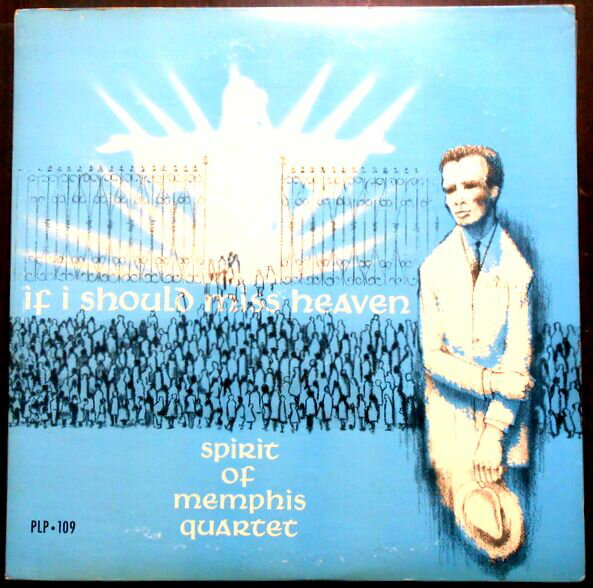 if i should miss heaven
spirit
of
memphis
quartet
PLP•109